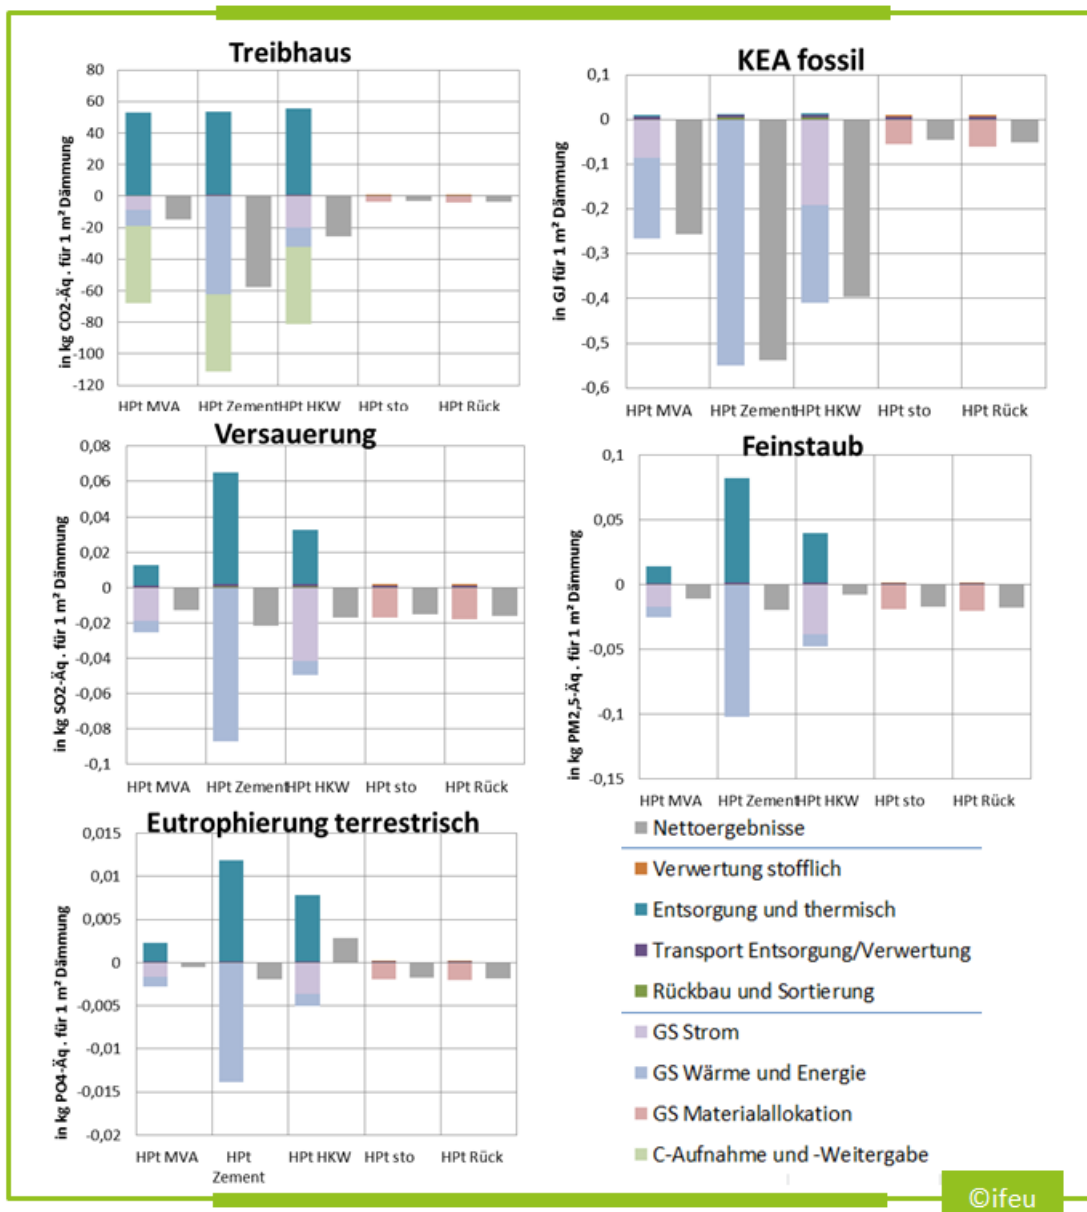 Treibhaus
in kg CO2-Äq . für 1 m² Dämmung
80
60
40
20
0
-20
-40
-60
-80
-100
-120
HPt MVA HPt Zement HPt HKW HPt sto HPt Rück
KEA fossil
in GJ für 1 m² Dämmung
0,1
0
-0,1
-0,2
-0,3
-0,4
-0,5
-0,6
HPt MVA HPt Zement HPt HKW HPt sto HPt Rück
Versauerung
in kg SO2-Äq . für 1 m² Dämmung
0,08
0,06
0,04
0,02
0
-0,02
-0,04
-0,06
-0,08
-0,1
HPt MVA HPt Zement HPt HKW HPt sto HPt Rück
Feinstaub
in kg PM2,5-Äq . für 1 m² Dämmung
0,1
0,05
0
-0,05
-0,1
-0,15
HPt MVA HPt Zement HPt HKW HPt sto HPt Rück
Eutrophierung terrestrisch
in kg PO4-Äq . für 1 m² Dämmung
0,015
0,01
0,005
0
-0,005
-0,01
-0,015
-0,02
HPt MVA HPt HPt HKW HPt sto HPt Rück
Zement
Nettoergebnisse
Verwertung stofflich
Entsorgung und thermisch
Transport Entsorgung/Verwertung
Rückbau und Sortierung
GS Strom
GS Wärme und Energie
GS Materialallokation
C-Aufnahme und -Weitergabe
©ifeu